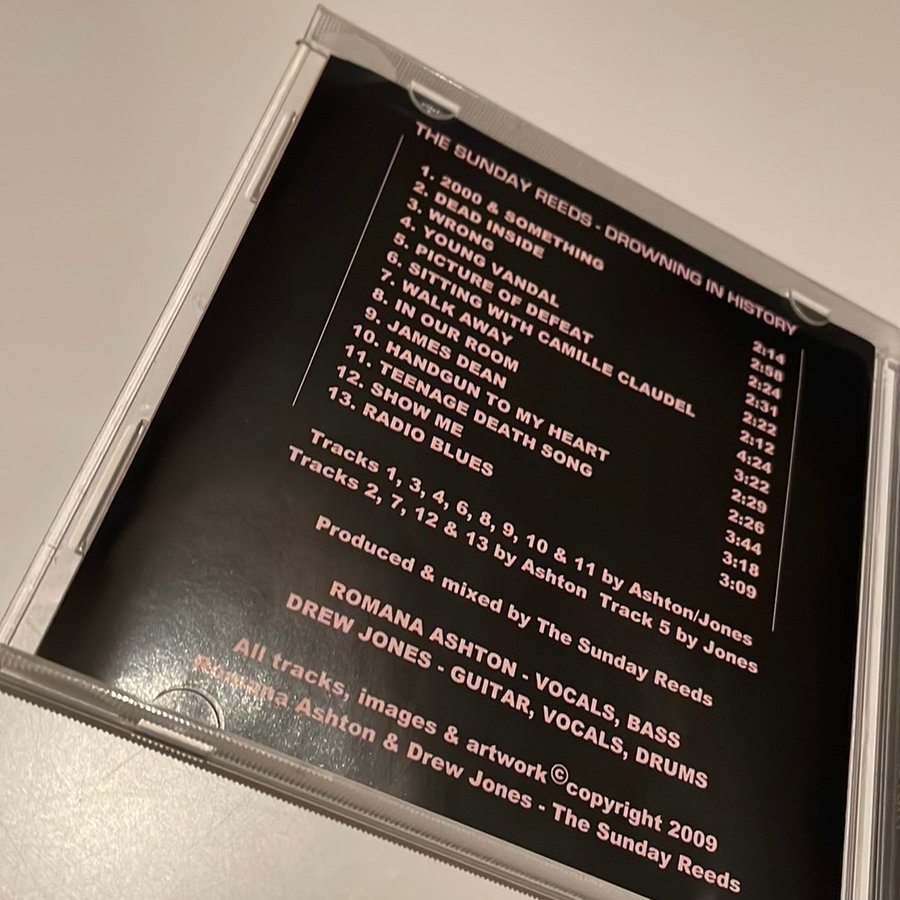 THE SUNDAY REEDS - DROWNING IN HISTORY
1. 2000 & SOMETHING 2:14
2. DEAD INSIDE 2:58
3. WRONG 2:24
4. YOUNG VANDAL 2:31
5. PICTURE OF DEFEAT 2:22
6. SITTING WITH CAMILLE CLAUDEL 2:12
7. WALK AWAY 4:24
8. IN OUR ROOM 3:22
9. JAMES DEAN 2:29
10. HANDGUN TO MY HEART 2:26
11. TEENAGE DEATH SONG 3:44
12. SHOW ME 3:18
13. RADIO BLUES 3:09
Tracks 1, 3, 4, 6, 8, 9, 10 & 11 by Ashton/Jones
Tracks 2, 7, 12 & 13 by Ashton Track 5 by Jones
Produced & mixed by The Sunday Reeds
ROMANA ASHTON - VOCALS, BASS
DREW JONES - GUITAR, VOCALS, DRUMS
All tracks, images & artwork © copyright 2009
Romana Ashton & Drew Jones - The Sunday Reeds